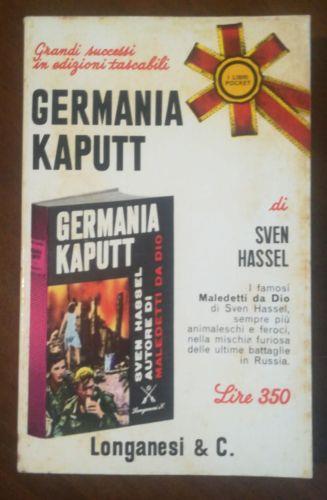 Grandi successi
in edizioni tascabili
I LIBRI
POCKET
GERMANIA
KAPUTT
di
SVEN
HASSEL
I famosi
Maledetti da Dio
di Sven Hassel,
sempre più
animaleschi e feroci,
nella mischia furiosa
delle ultime battaglie
in Russia.
Lire 350
GERMANIA
KAPUTT
SVEN HASSEL
AUTORE DI
MALEDETTI DA DIO
Longanesi & C.